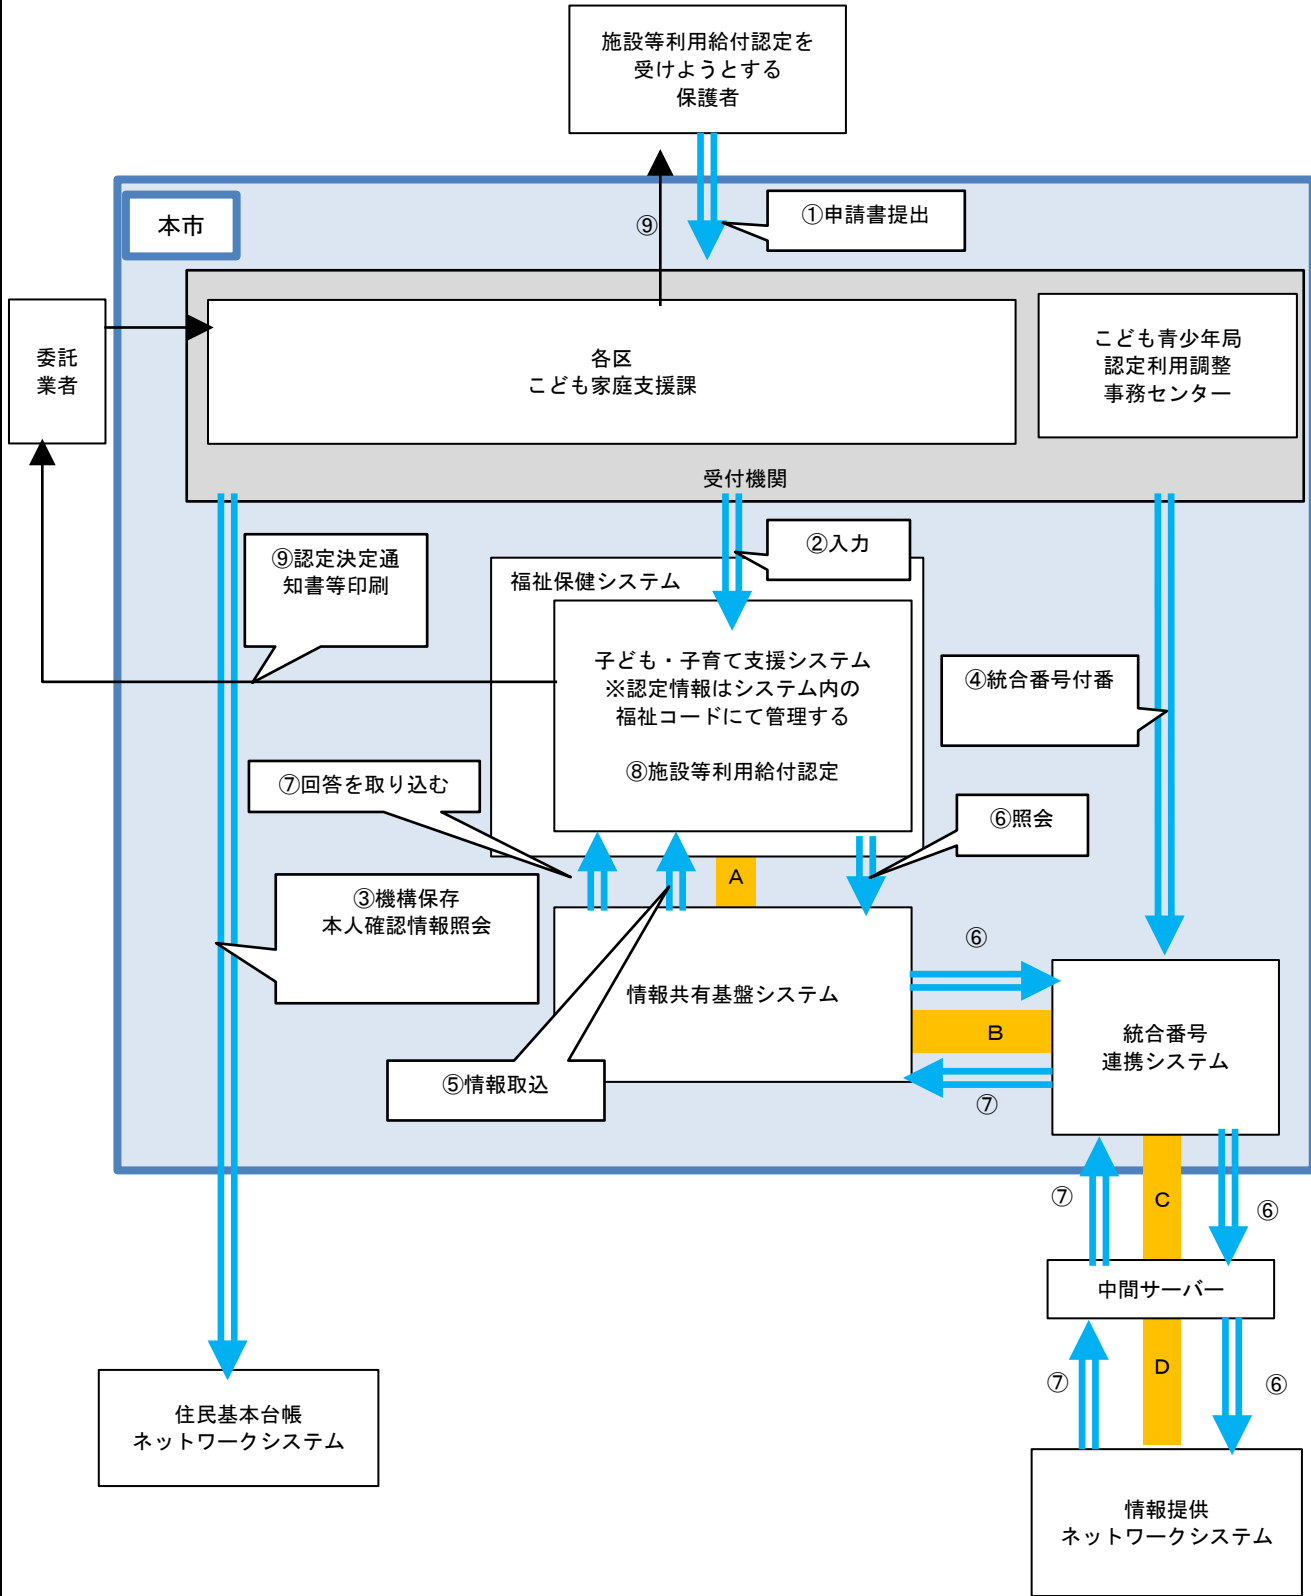 施設等利用給付認定を
受けようとする
保護者
本市
⑨
①申請書提出
委託
業者
各区
こども家庭支援課
こども青少年局
認定利用調整
事務センター
受付機関
⑨認定決定通
知書等印刷
②入力
福祉保健システム
子ども・子育て支援システム
※認定情報はシステム内の
福祉コードにて管理する
⑧施設等利用給付認定
④統合番号付番
⑦回答を取り込む
⑥照会
A
③機構保存
本人確認情報照会
⑥
情報共有基盤システム
B
統合番号
連携システム
⑤情報取込
⑦
⑦
C
⑥
中間サーバー
⑦
D
⑥
住民基本台帳
ネットワークシステム
情報提供
ネットワークシステム